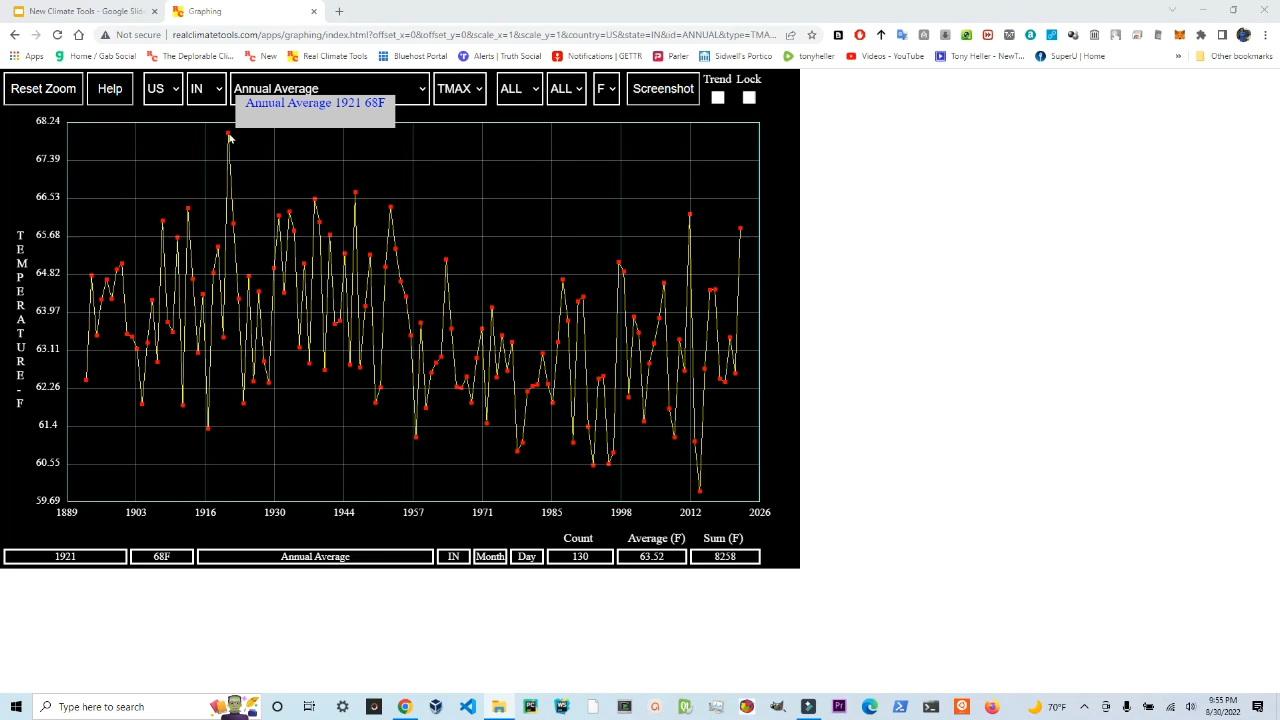 New Climate Tools - Google Slid
Graphing
Not secure
realclimatetools.com/apps/graphing/index.html?offset_x=0&offset_y=0&scale_x=1&scale_y=1&country=US&state=IN&id=ANNUAL&type=TMA...
Apps
Home / Gab Social
The Deplorable Cli...
New
Real Climate Tools
Bluehost Portal
Alerts | Truth Social
Notifications | GETTR
Parler
Sidwell's Portico
tonyheller
Videos - YouTube
Tony Heller - NewT...
SuperU | Home
»
Other bookmarks
Reset Zoom
Help
US
IN
Annual Average
TMAX
ALL
ALL
F
Screenshot
Trend Lock
Annual Average 1921 68F
68.24
67.39
66.53
65.68
64.82
63.97
63.11
62.26
61.4
60.55
59.69
TEMPERATURE-F
1889
1903
1916
1930
1944
1957
1971
1985
1998
2012
2026
Count
Average (F)
Sum (F)
1921
68F
Annual Average
IN
Month
Day
130
63.52
8258
Type here to search
70°F
9:55 PM
8/30/2022